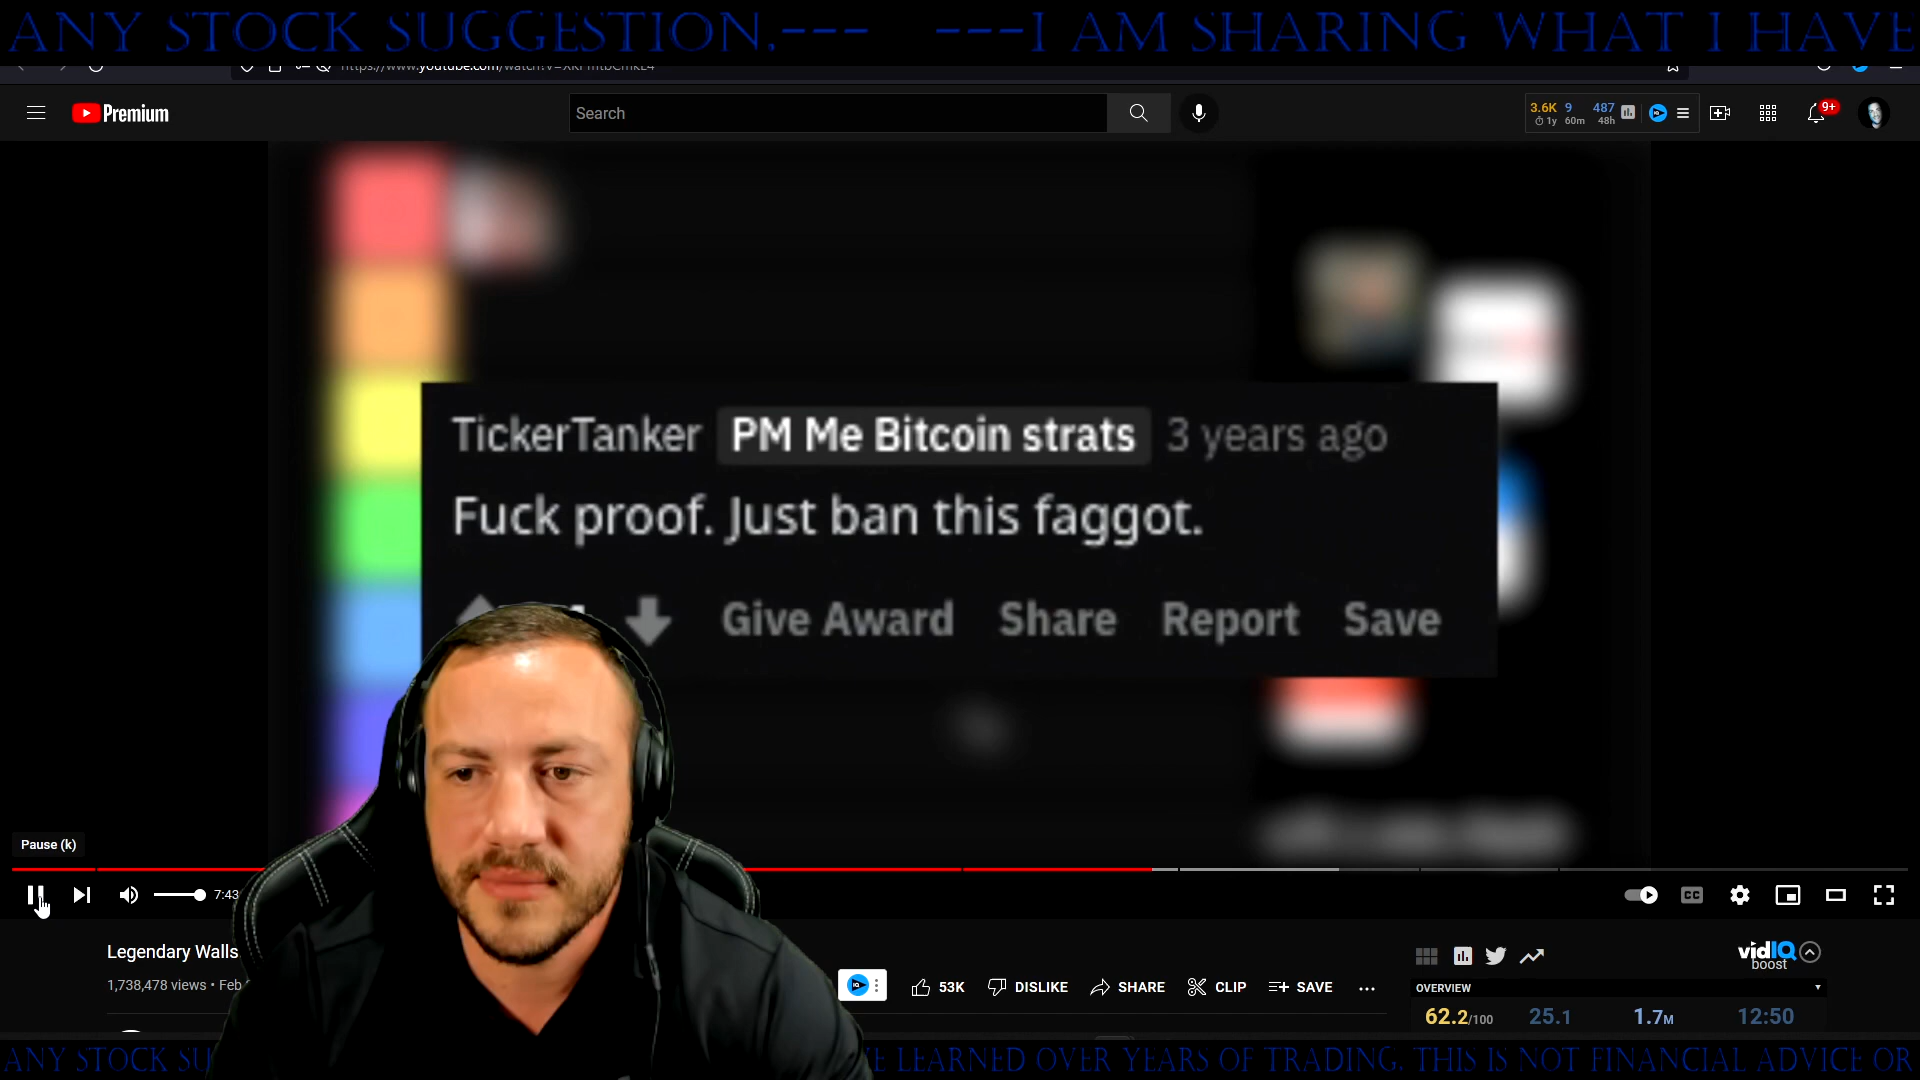 ANY STOCK SUGGESTION.--- ---I AM SHARING WHAT I HAVE
Premium
Search
3.6K 9 487
1y 60m 48h
9+
TickerTanker PM Me Bitcoin strats 3 years ago
Fuck proof. Just ban this faggot.
Give Award Share Report Save
Pause (k)
7:43
CC
Legendary Walls
1,738,478 views • Feb
53K DISLIKE SHARE CLIP SAVE
vidIQ
boost
OVERVIEW
62.2/100 25.1 1.7M 12:50
ANY STOCK SU
LEARNED OVER YEARS OF TRADING. THIS IS NOT FINANCIAL ADVICE OR